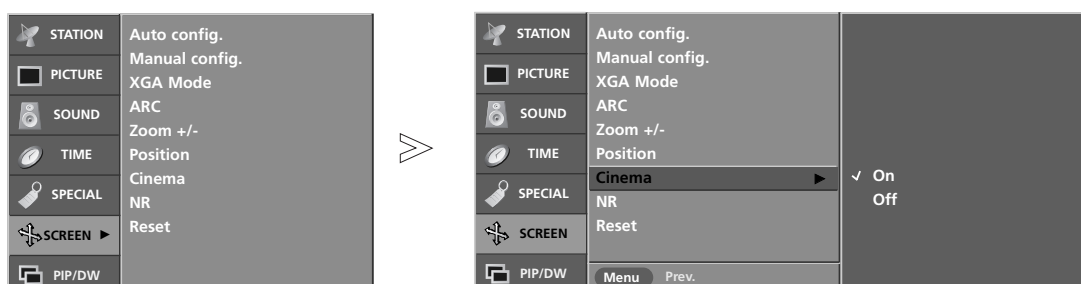 STATION
PICTURE
SOUND
TIME
SPECIAL
SCREEN ►
PIP/DW
Auto config.
Manual config.
XGA Mode
ARC
Zoom +/-
Position
Cinema
NR
Reset
STATION
PICTURE
SOUND
TIME
SPECIAL
SCREEN
PIP/DW
Auto config.
Manual config.
XGA Mode
ARC
Zoom +/-
Position
Cinema ►
NR
Reset
Menu Prev.
✓ On
Off